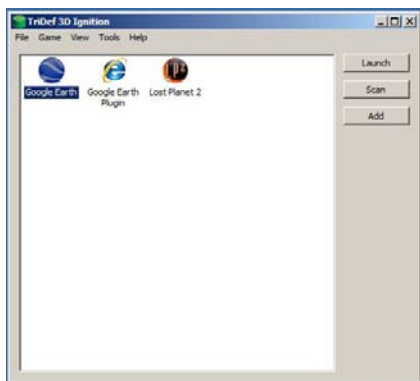 TriDef 3D Ignition
File Game View Tools Help
Google Earth
Google Earth Plugin
Lost Planet 2
Launch
Scan
Add